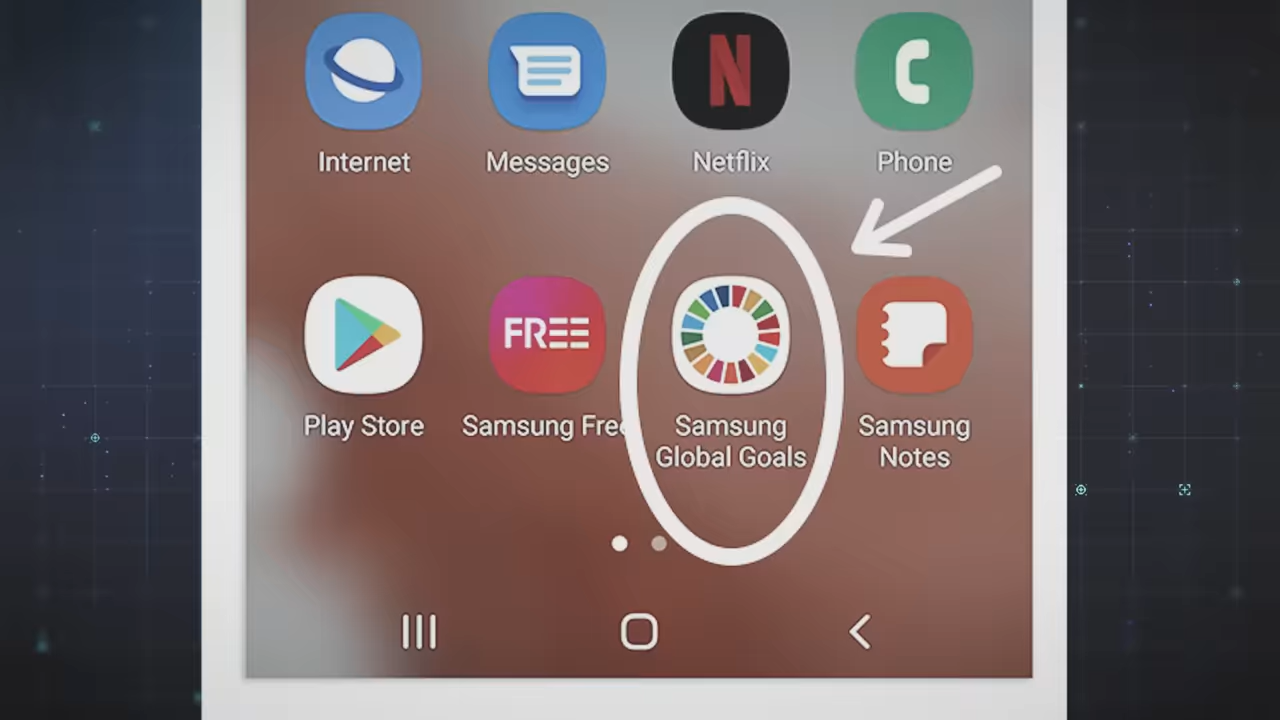 N
Internet
Messages
Netflix
Phone
FREE
Play Store
Samsung Free
Samsung
Global Goals
Samsung
Notes